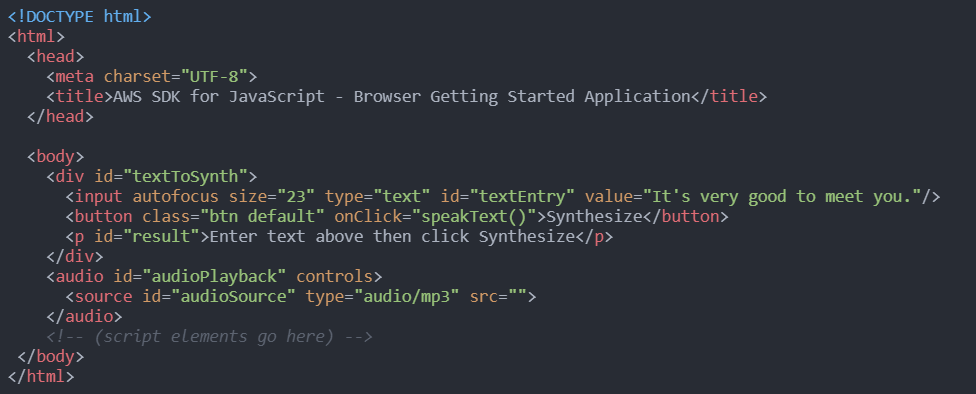 <!DOCTYPE html>
<html>
  <head>
    <meta charset="UTF-8">
    <title>AWS SDK for JavaScript - Browser Getting Started Application</title>
  </head>

  <body>
    <div id="textToSynth">
      <input autofocus size="23" type="text" id="textEntry" value="It's very good to meet you."/>
      <button class="btn default" onClick="speakText()">Synthesize</button>
      <p id="result">Enter text above then click Synthesize</p>
    </div>
    <audio id="audioPlayback" controls>
      <source id="audioSource" type="audio/mp3" src="">
    </audio>
    <!-- (script elements go here) -->
 </body>
</html>